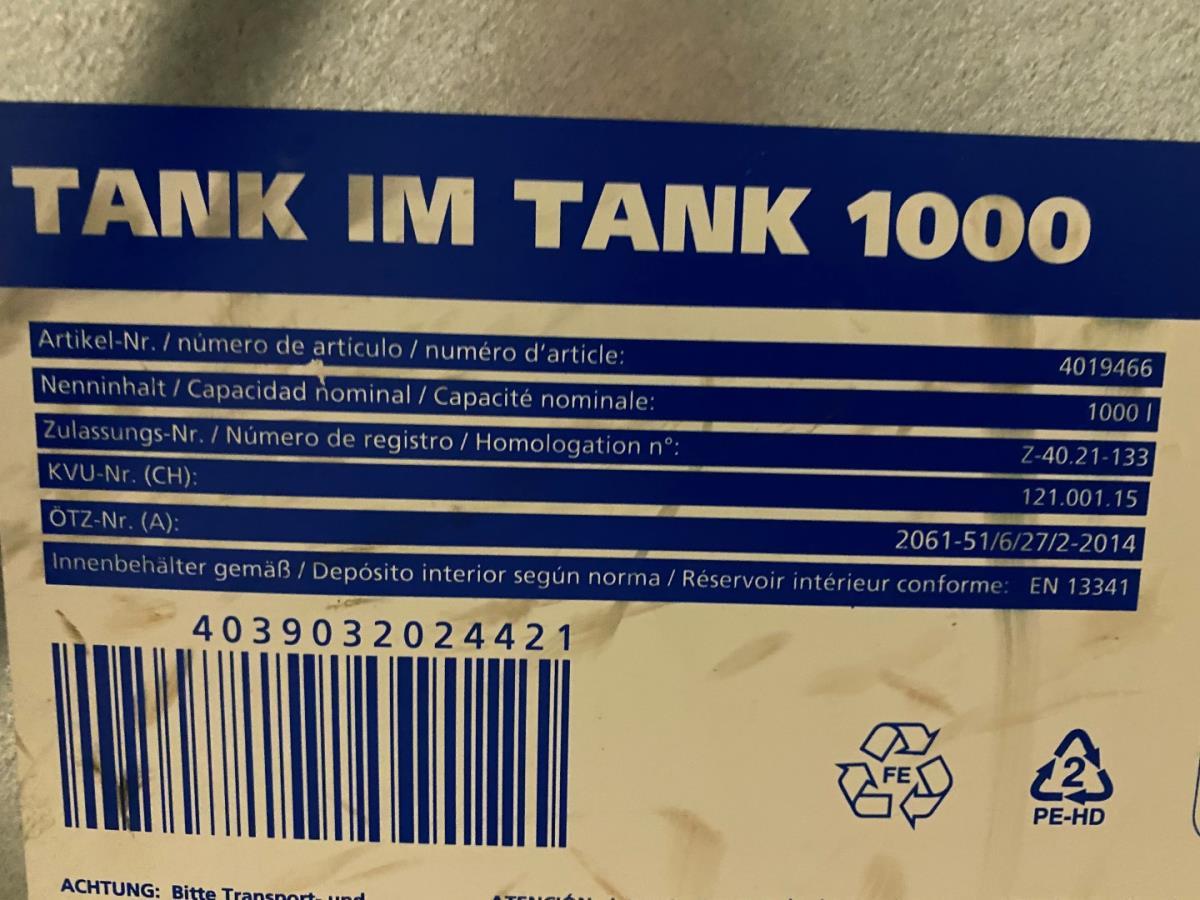 TANK IM TANK 1000
Artikel-Nr. / número de artículo / numéro d'article: 4019466
Nenninhalt / Capacidad nominal / Capacité nominale: 1000 l
Zulassungs-Nr. / Número de registro / Homologation n°: Z-40.21-133
KVU-Nr. (CH): 121.001.15
ÖTZ-Nr. (A): 2061-51/6/27/2-2014
Innenbehälter gemäß / Depósito interior según norma / Réservoir intérieur conforme: EN 13341
4039032024421
FE
2
PE-HD
ACHTUNG: Bitte Transport- und
ATENCIÓN: